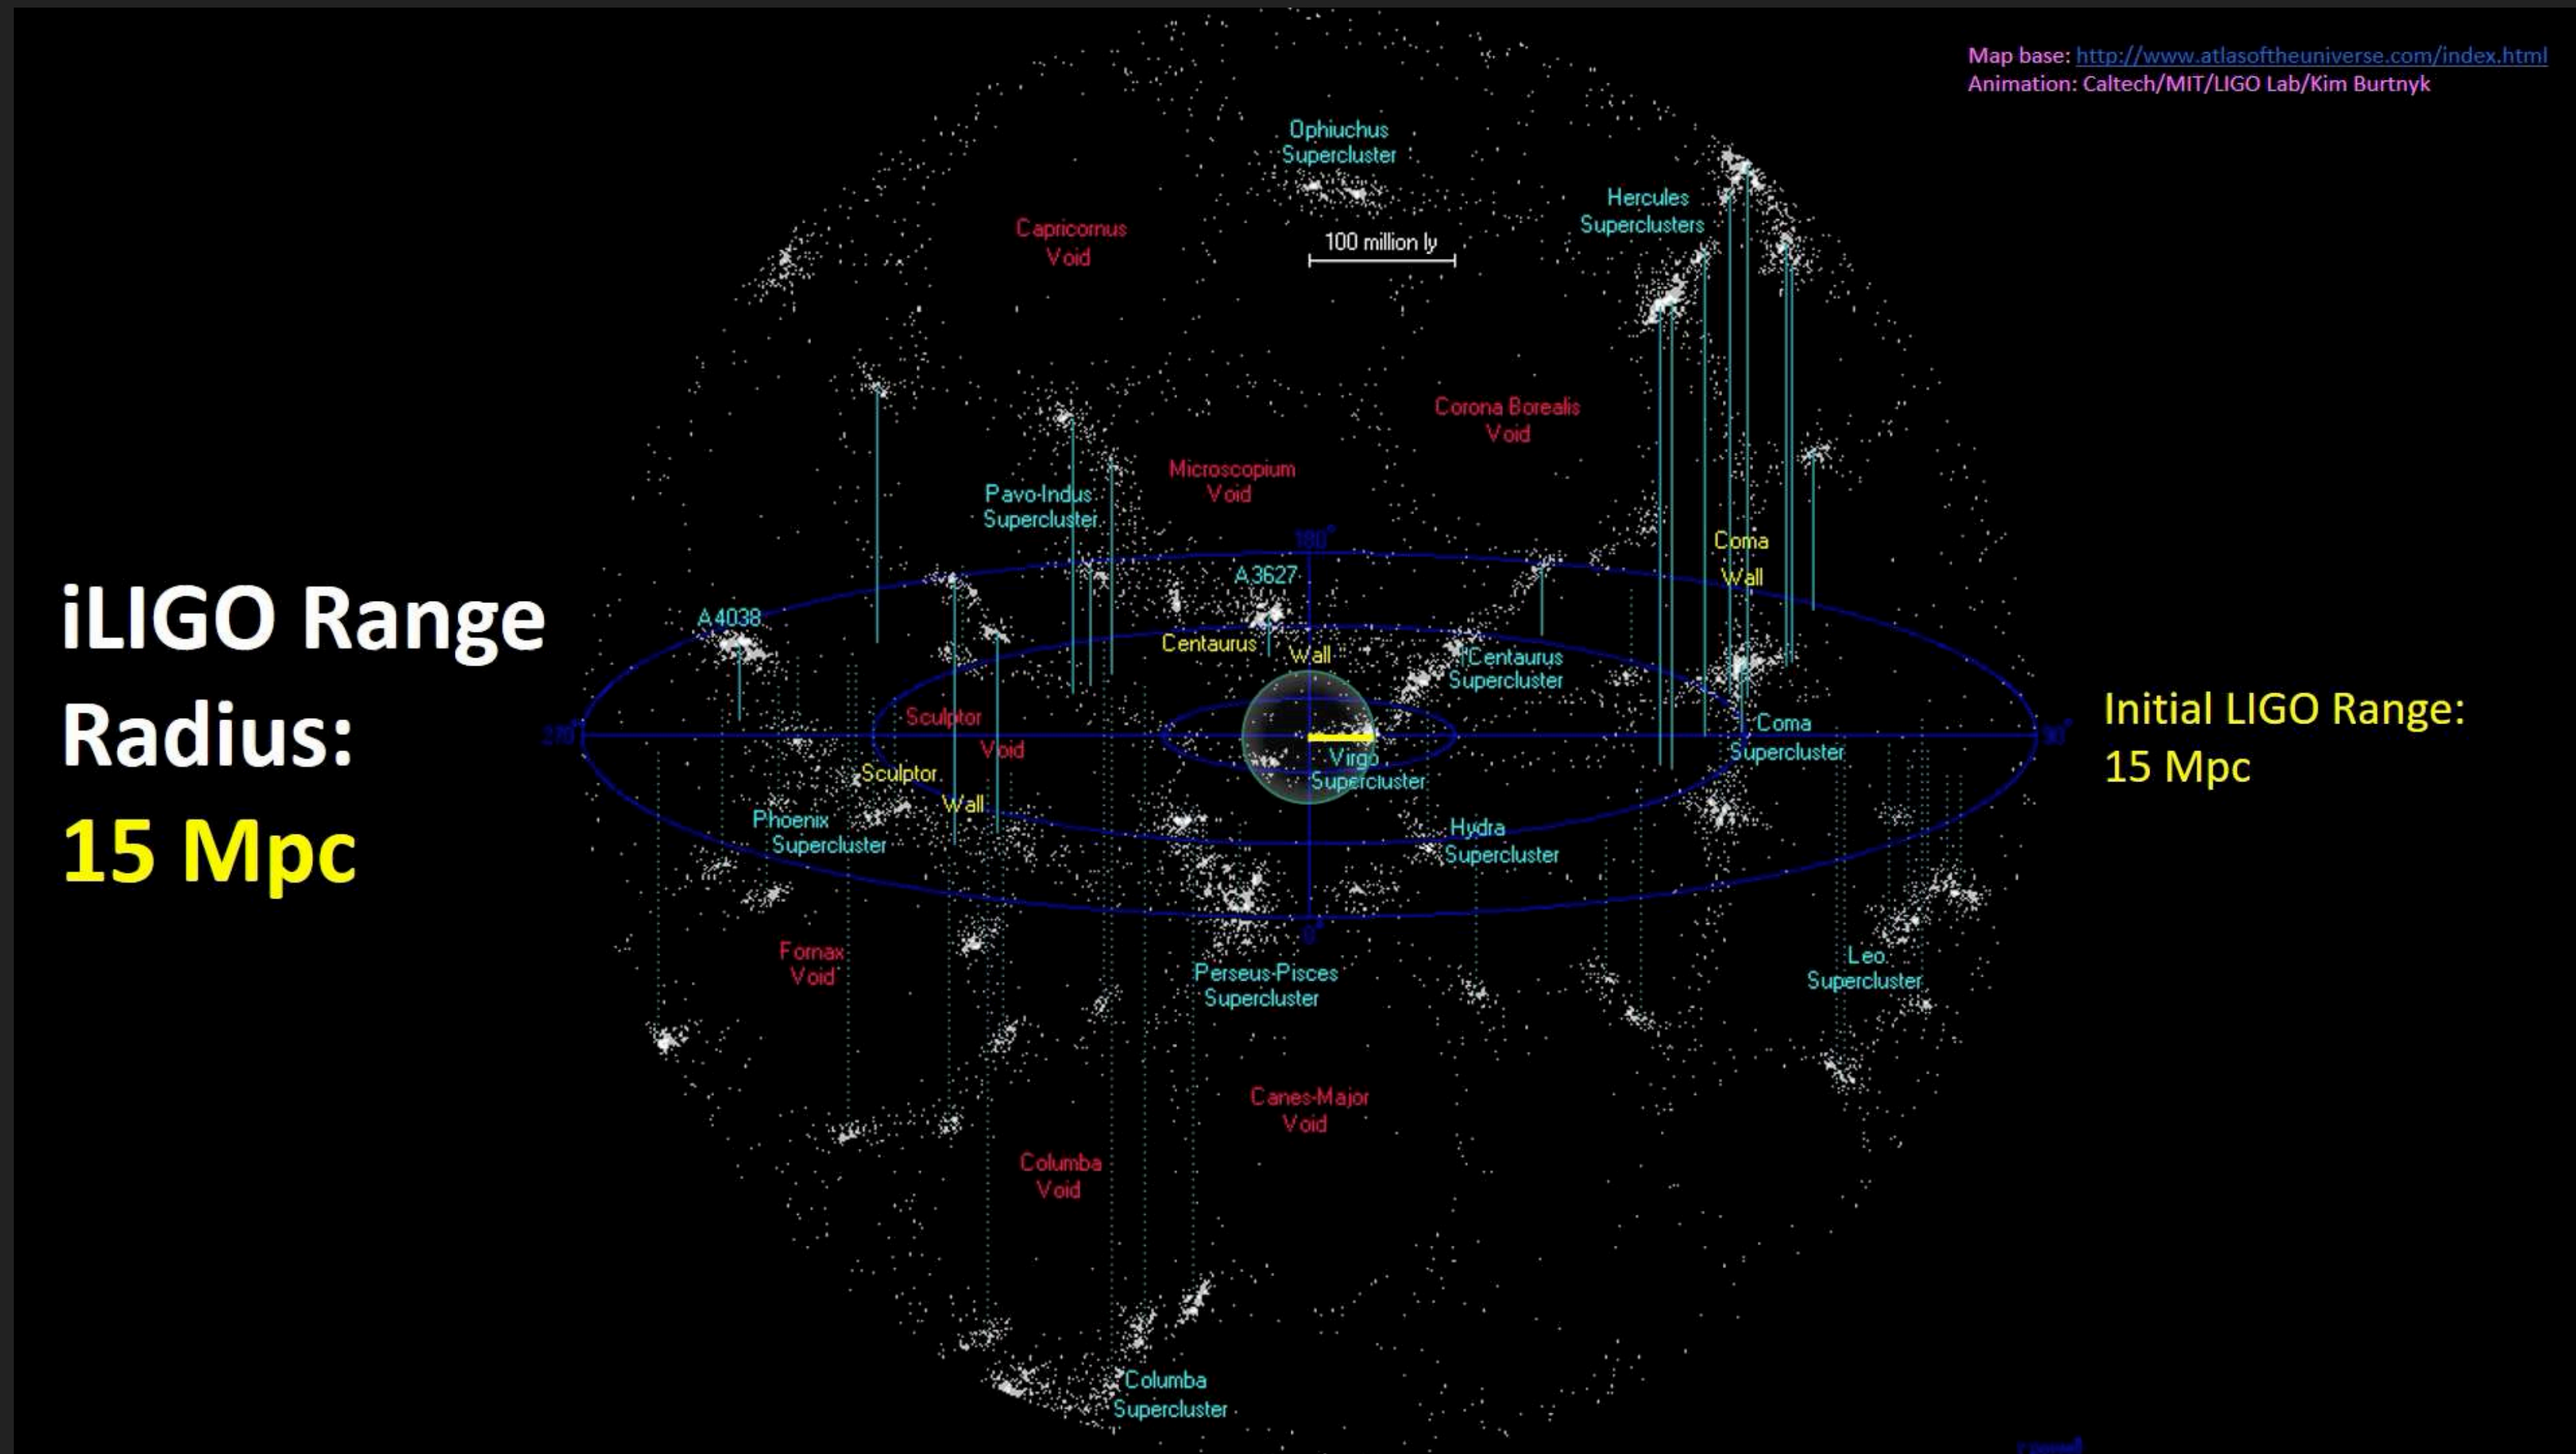 Map base: http://www.atlasoftheuniverse.com/index.html
Animation: Caltech/MIT/LIGO Lab/Kim Burtnyk
Ophiuchus
Supercluster
Hercules
Superclusters
Capricornus
Void
100 million ly
Corona Borealis
Void
Microscopium
Void
Pavo-Indus
Supercluster
180°
Coma
Wall
A3627
A4038
Centaurus
Wall
Centaurus
Supercluster
iLIGO Range
Radius:
15 Mpc
Initial LIGO Range:
15 Mpc
270°
90°
Sculptor
Void
Coma
Supercluster
Virgo
Supercluster
Sculptor
Wall
Phoenix
Supercluster
Hydra
Supercluster
0°
Fornax
Void
Perseus-Pisces
Supercluster
Leo
Supercluster
Canes-Major
Void
Columba
Void
Columba
Supercluster